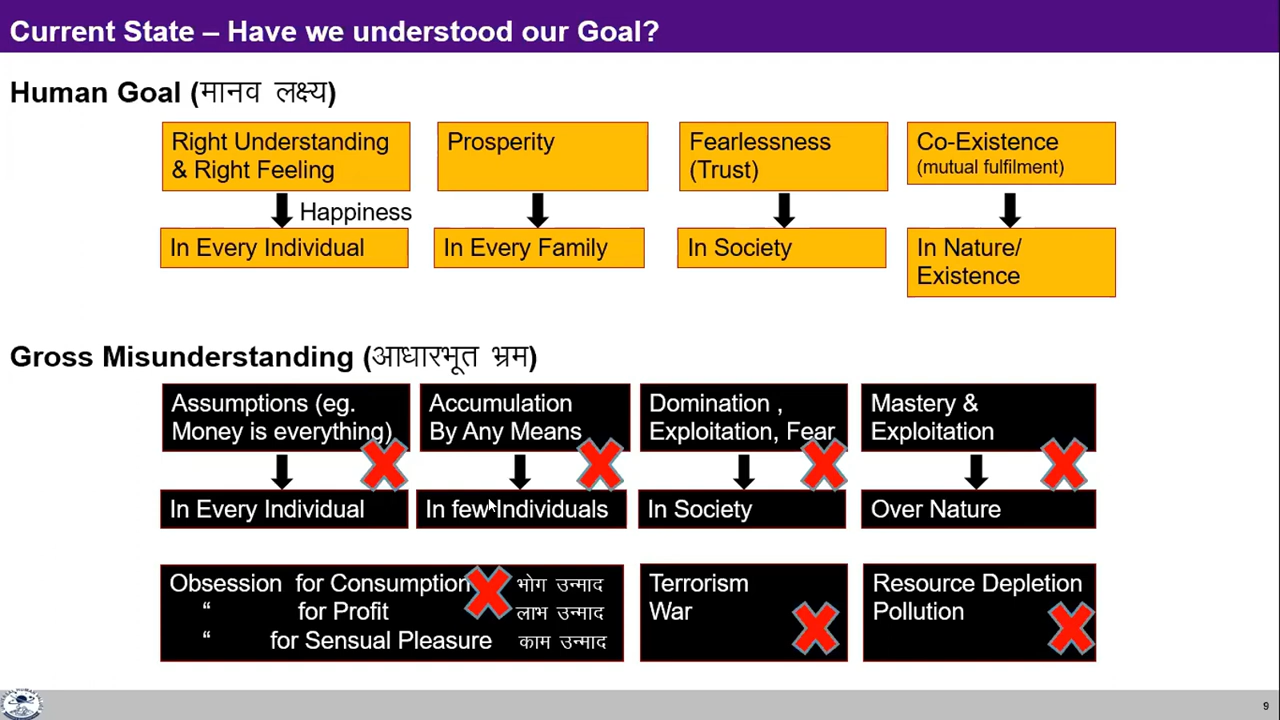 Current State – Have we understood our Goal?
Human Goal (मानव लक्ष्य)
Right Understanding
& Right Feeling
Prosperity
Fearlessness
(Trust)
Co-Existence
(mutual fulfilment)
Happiness
In Every Individual
In Every Family
In Society
In Nature/
Existence
Gross Misunderstanding (आधारभूत भ्रम)
Assumptions (eg.
Money is everything)
Accumulation
By Any Means
Domination ,
Exploitation, Fear
Mastery &
Exploitation
In Every Individual
In few Individuals
In Society
Over Nature
Obsession for Consumption भोग उन्माद
“ for Profit लाभ उन्माद
“ for Sensual Pleasure काम उन्माद
Terrorism
War
Resource Depletion
Pollution
9